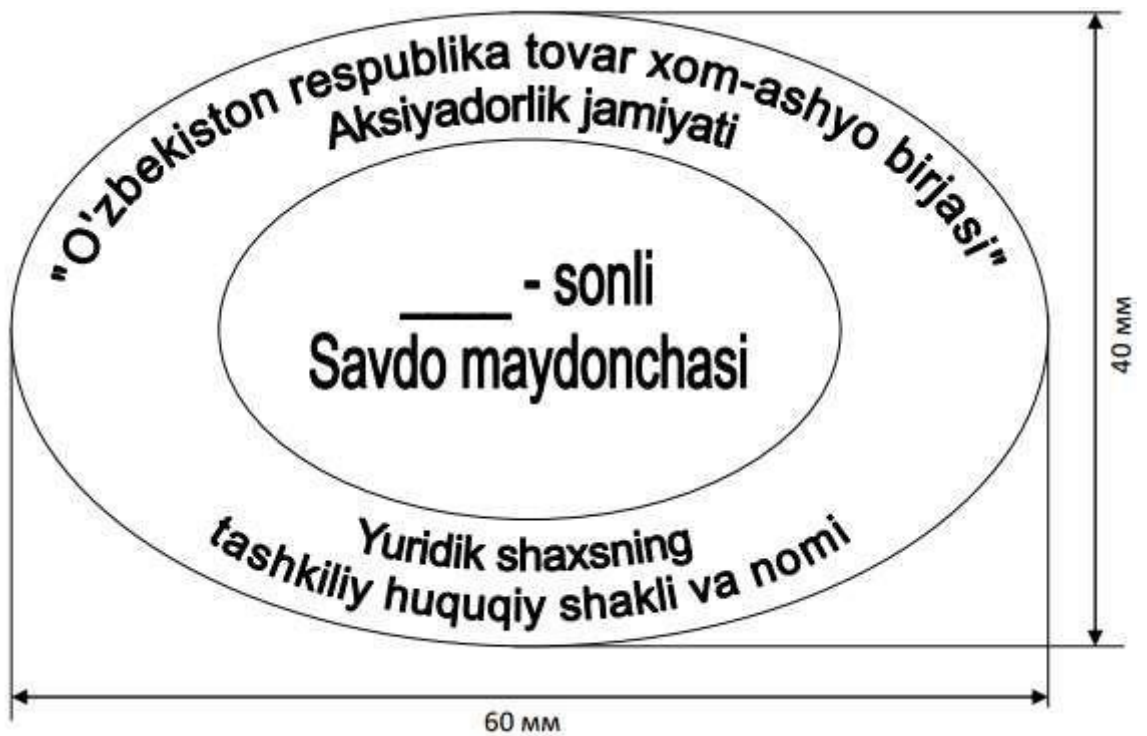 "O'zbekiston respublika tovar xom-ashyo birjasi"
Aksiyadorlik jamiyati
____ - sonli
Savdo maydonchasi
Yuridik shaxsning
tashkiliy huquqiy shakli va nomi
40 мм
60 мм